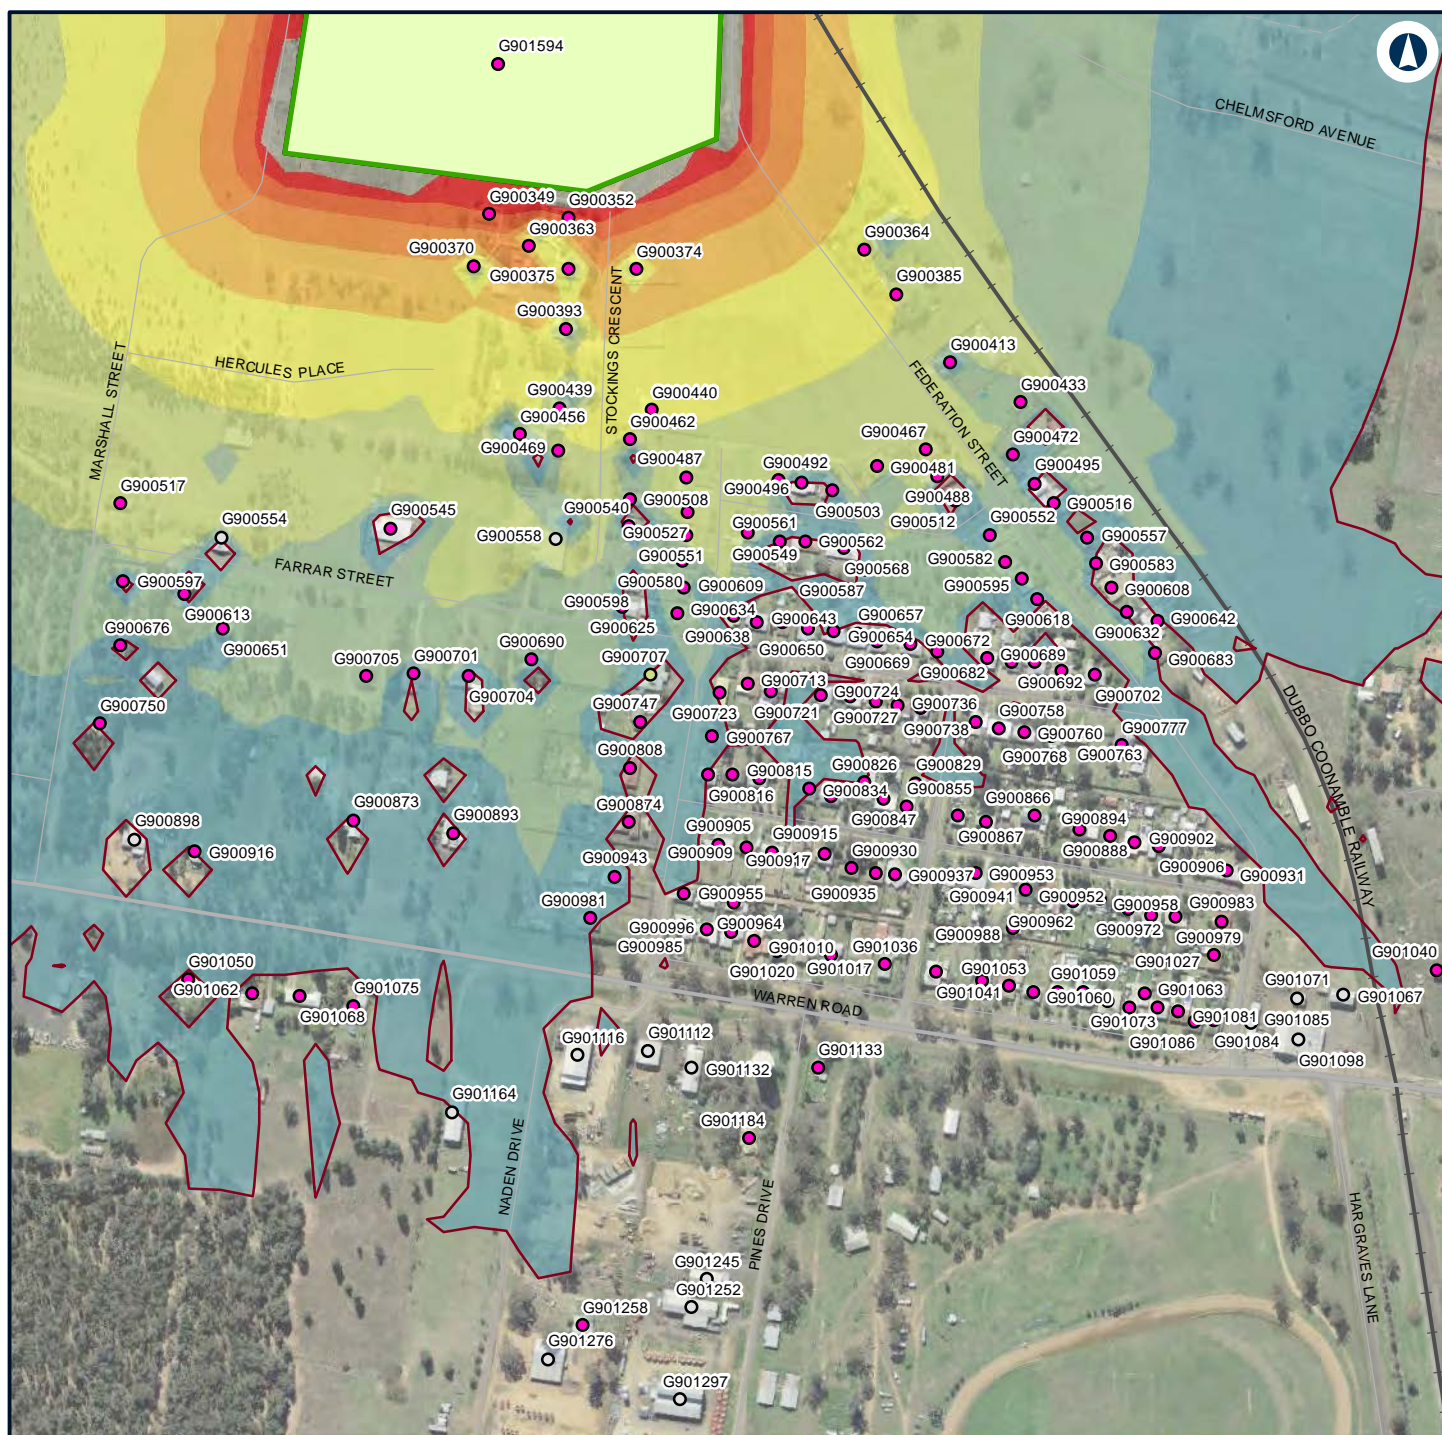 G901594
CHELMSFORD AVENUE
G900349
G900352
G900363
G900364
G900370
G900374
G900375
G900385
G900393
STOCKINGS CRESCENT
HERCULES PLACE
MARSHALL STREET
G900413
FEDERATION STREET
G900433
G900439
G900440
G900456
G900462
G900469
G900467
G900472
G900487
G900481
G900492
G900495
G900496
G900488
G900503
G900517
G900508
G900512
G900516
G900545
G900540
G900527
G900554
G900558
G900561
G900552
G900557
G900549
G900562
G900551
G900568
G900582
G900583
FARRAR STREET
G900597
G900580
G900609
G900587
G900595
G900608
G900598
G900613
G900634
G900657
G900618
G900625
G900643
G900642
G900676
G900638
G900654
G900632
G900651
G900650
G900672
G900690
G900669
G900689
G900683
G900707
G900705
G900701
G900682
G900692
G900713
G900702
G900704
G900724
G900750
G900747
G900723
G900721
G900727
G900736
G900758
G900738
G900760
G900777
G900767
G900768
G900763
DUBBO COONAMBLE RAILWAY
G900808
G900815
G900826
G900829
G900816
G900834
G900855
G900873
G900874
G900847
G900866
G900893
G900898
G900905
G900915
G900867
G900894
G900888
G900902
G900916
G900909
G900917
G900930
G900906
G900943
G900937
G900953
G900931
G900935
G900941
G900955
G900952
G900981
G900958
G900983
G900996
G900964
G900988
G900962
G900972
G900979
G900985
G901010
G901036
G901027
G901050
G901020
G901017
G901040
G901062
G901053
G901059
G901071
G901075
G901041
G901060
G901063
G901067
G901068
WARREN ROAD
G901073
G901081
G901085
G901116
G901112
G901086
G901084
G901133
G901132
G901098
G901164
G901184
NADEN DRIVE
PINES DRIVE
HARGRAVES LANE
G901245
G901252
G901258
G901276
G901297